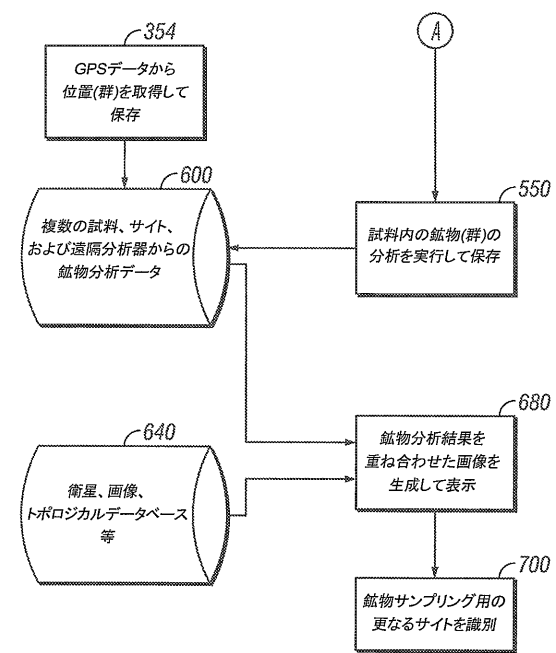 354
GPSデータから
位置(群)を取得して
保存
A
600
複数の試料、サイト、
および遠隔分析器からの
鉱物分析データ
550
試料内の鉱物(群)の
分析を実行して保存
640
衛星、画像、
トポロジカルデータベース
等
680
鉱物分析結果を
重ね合わせた画像を
生成して表示
700
鉱物サンプリング用の
更なるサイトを識別